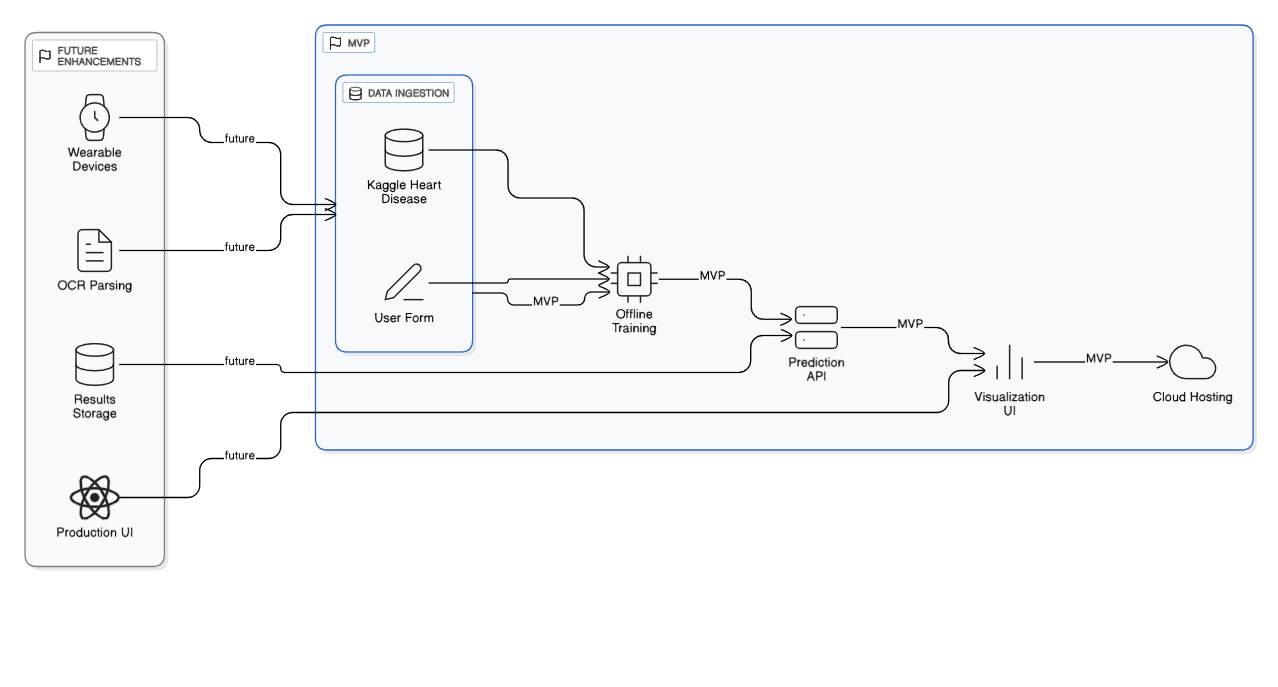 FUTURE
ENHANCEMENTS
Wearable
Devices
OCR Parsing
Results
Storage
Production UI
future
future
future
future
MVP
DATA INGESTION
Kaggle Heart
Disease
User Form
MVP
Offline
Training
MVP
Prediction
API
MVP
Visualization
UI
MVP
Cloud Hosting